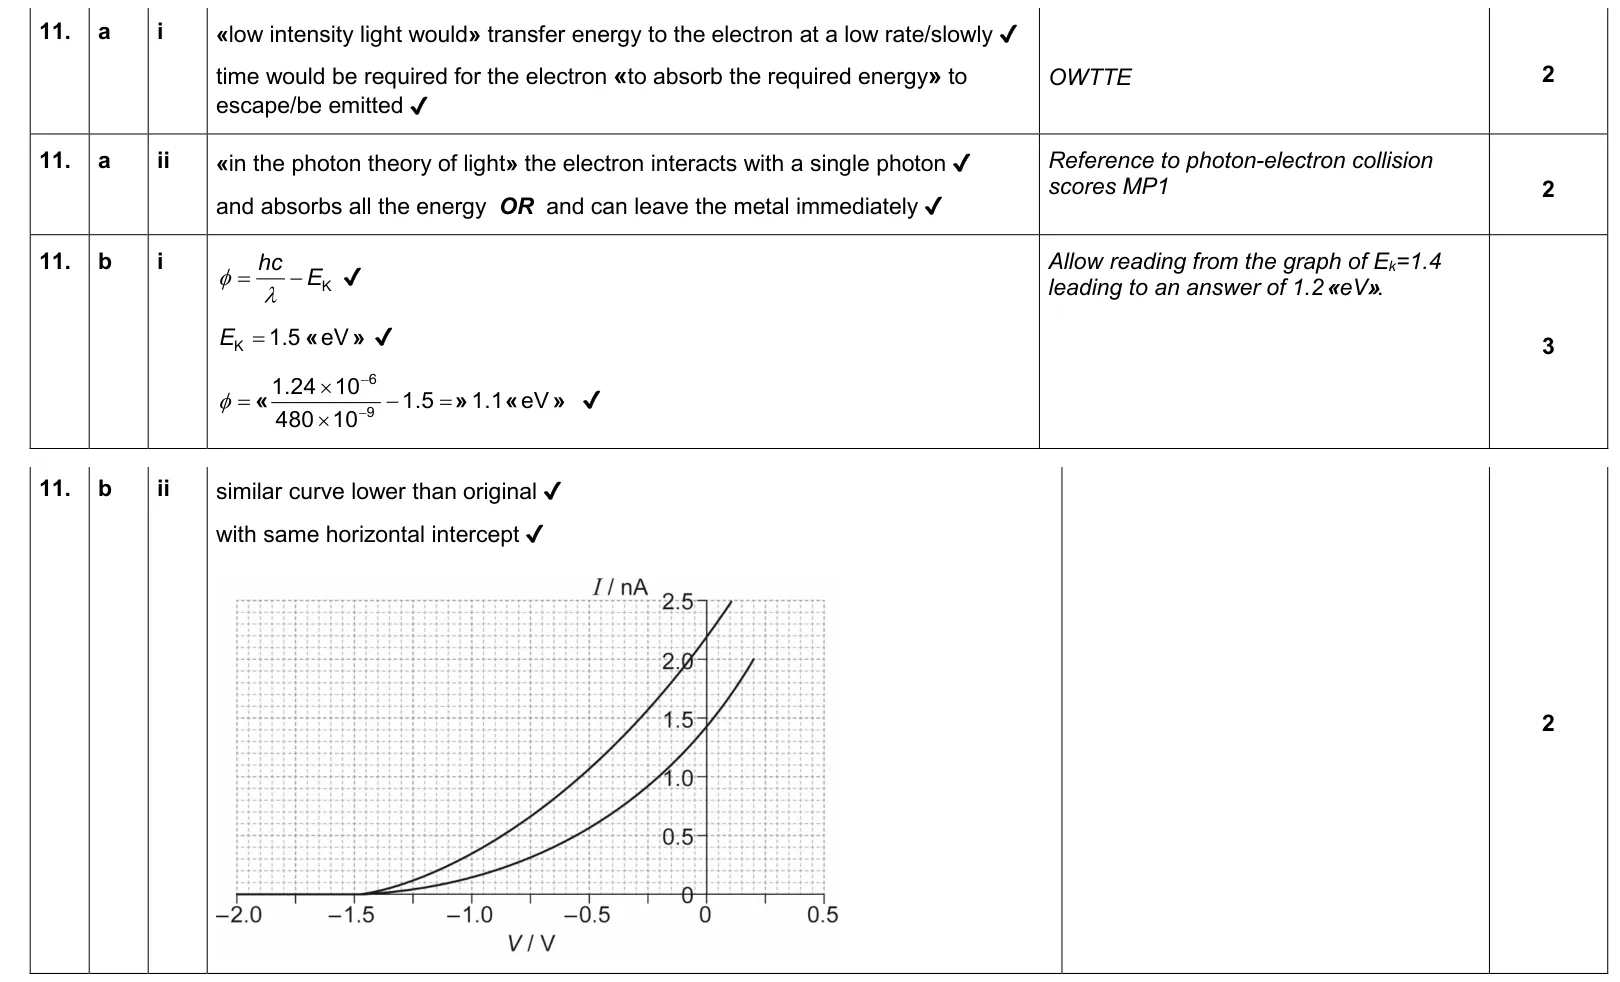 11. a i «low intensity light would» transfer energy to the electron at a low rate/slowly ✓
time would be required for the electron «to absorb the required energy» to
escape/be emitted ✓
OWTTE
2
11. a ii «in the photon theory of light» the electron interacts with a single photon ✓
and absorbs all the energy OR and can leave the metal immediately ✓
Reference to photon-electron collision
scores MP1
2
11. b i ϕ = hc/λ − E_K ✓
E_K = 1.5 «eV» ✓
ϕ = « 1.24×10⁻⁶/480×10⁻⁹ − 1.5 = » 1.1 «eV» ✓
Allow reading from the graph of Eₖ=1.4
leading to an answer of 1.2 «eV».
3
11. b ii similar curve lower than original ✓
with same horizontal intercept ✓
I / nA
2.5
2.0
1.5
1.0
0.5
0
−2.0 −1.5 −1.0 −0.5 0 0.5
V / V
2